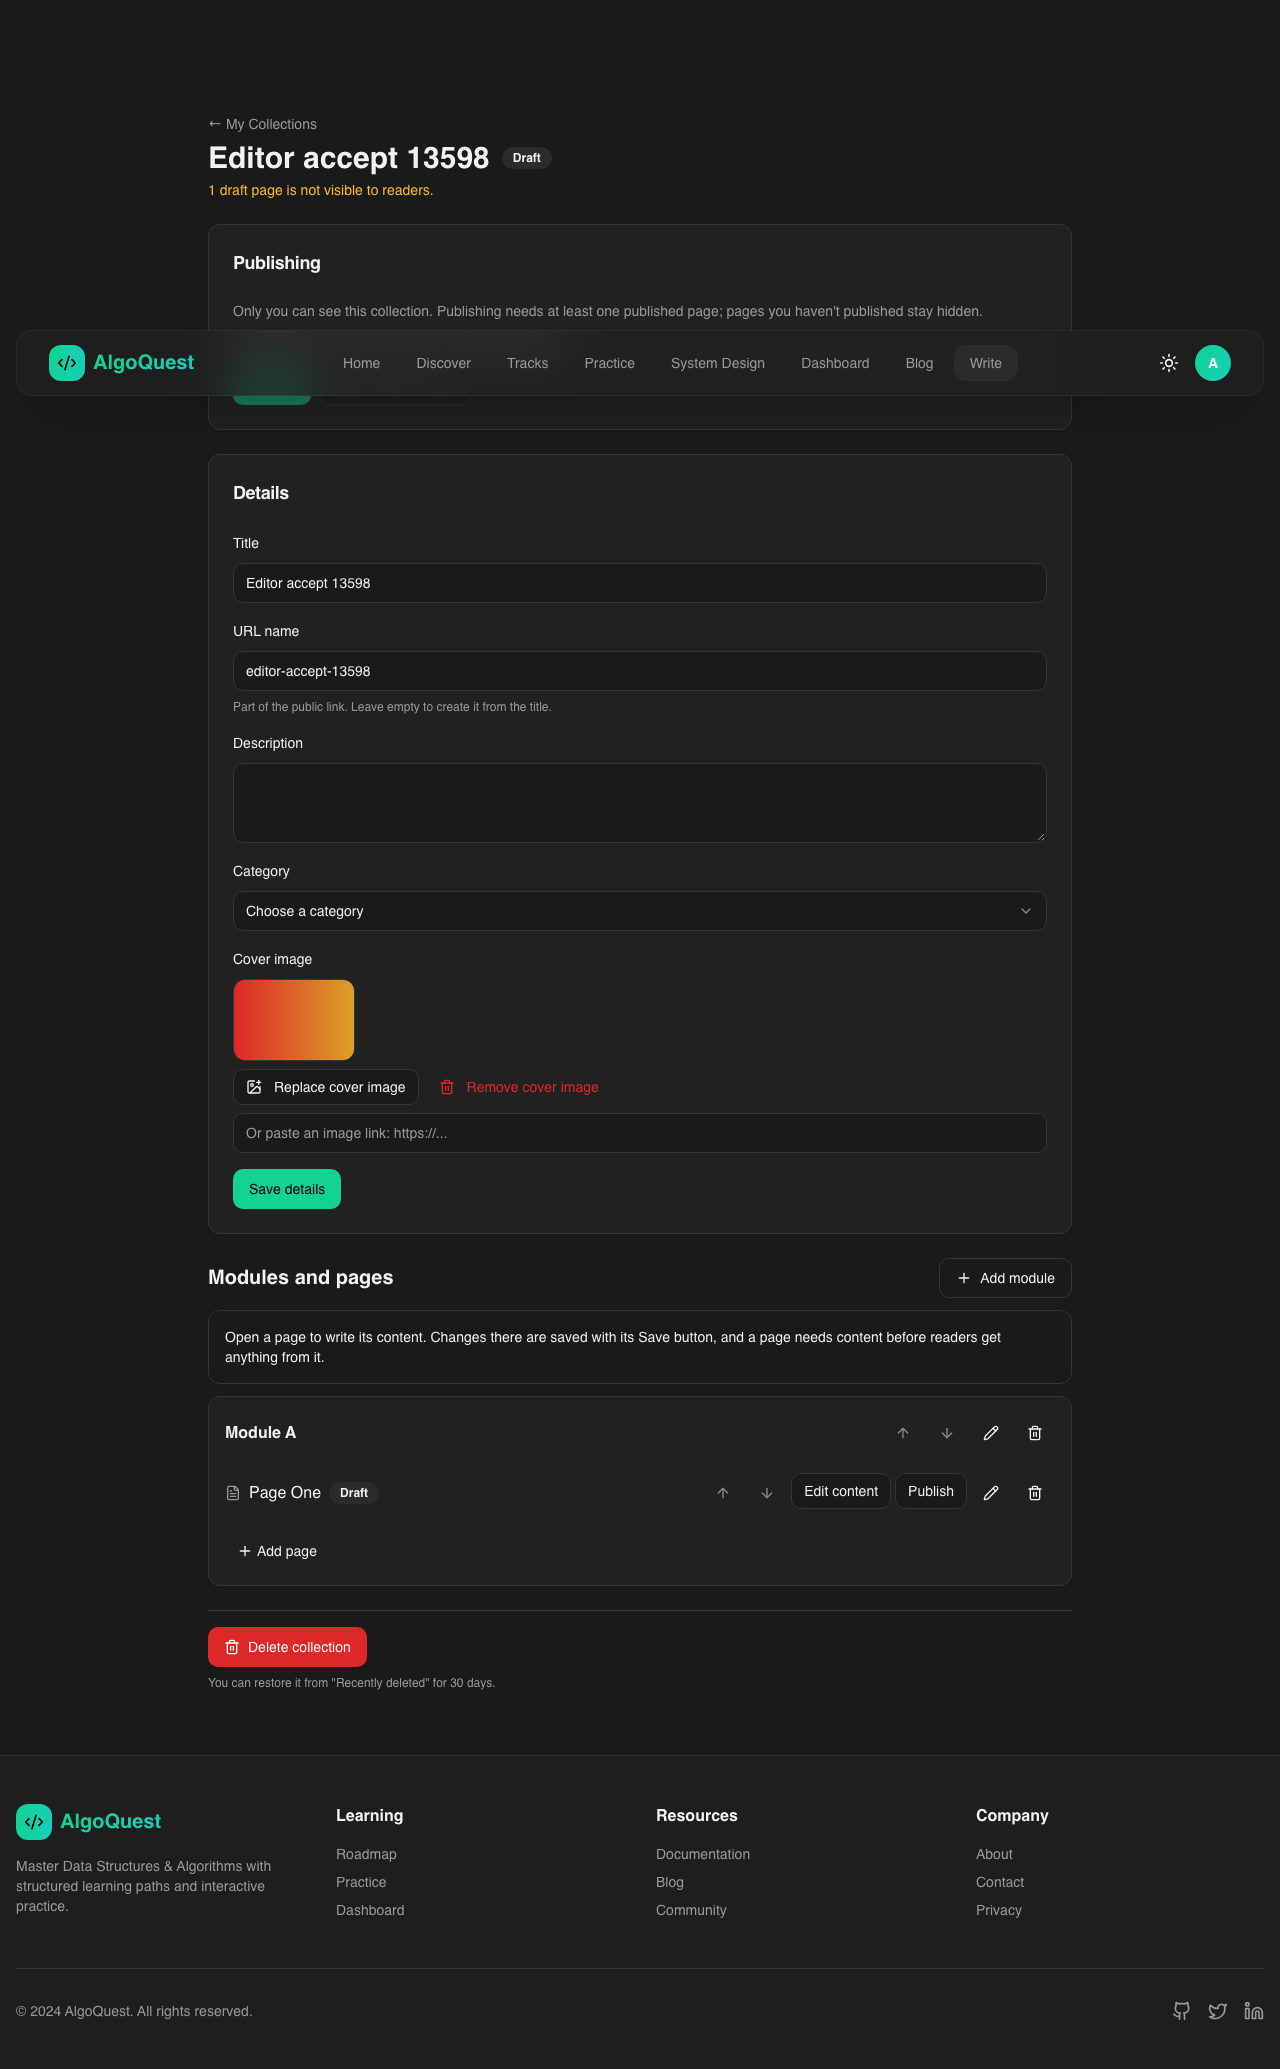 ← My Collections
Editor accept 13598 Draft
1 draft page is not visible to readers.
Publishing
Only you can see this collection. Publishing needs at least one published page; pages you haven't published stay hidden.
AlgoQuest Home Discover Tracks Practice System Design Dashboard Blog Write A
Details
Title
Editor accept 13598
URL name
editor-accept-13598
Part of the public link. Leave empty to create it from the title.
Description
Category
Choose a category
Cover image
Replace cover image Remove cover image
Or paste an image link: https://...
Save details
Modules and pages Add module
Open a page to write its content. Changes there are saved with its Save button, and a page needs content before readers get
anything from it.
Module A
Page One Draft Edit content Publish
Add page
Delete collection
You can restore it from "Recently deleted" for 30 days.
AlgoQuest
Master Data Structures & Algorithms with
structured learning paths and interactive
practice.
Learning
Roadmap
Practice
Dashboard
Resources
Documentation
Blog
Community
Company
About
Contact
Privacy
© 2024 AlgoQuest. All rights reserved.